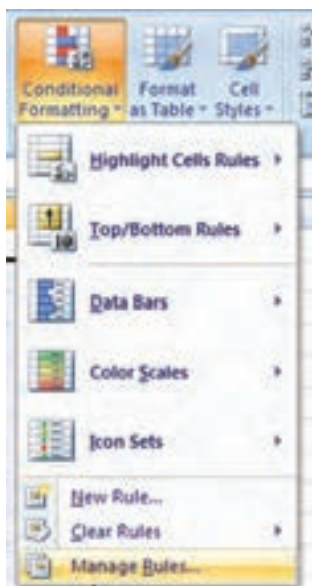 Conditional Formatting
Format as Table
Cell Styles
Highlight Cells Rules
Top/Bottom Rules
Data Bars
Color Scales
Icon Sets
New Rule...
Clear Rules
Manage Rules...